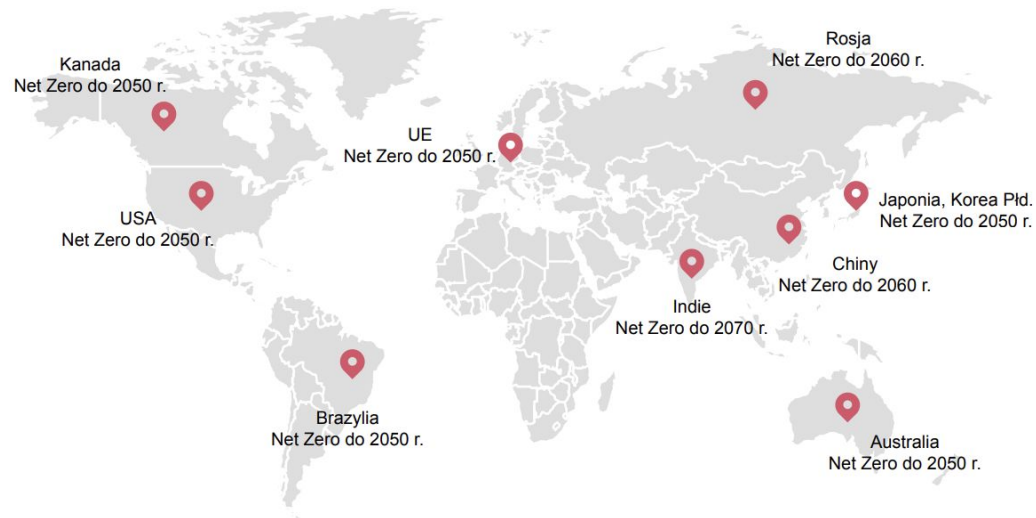 Rosja
Net Zero do 2060 r.
Kanada
Net Zero do 2050 r.
UE
Net Zero do 2050 r.
USA
Net Zero do 2050 r.
Japonia, Korea Płd.
Net Zero do 2050 r.
Chiny
Net Zero do 2060 r.
Indie
Net Zero do 2070 r.
Brazylia
Net Zero do 2050 r.
Australia
Net Zero do 2050 r.